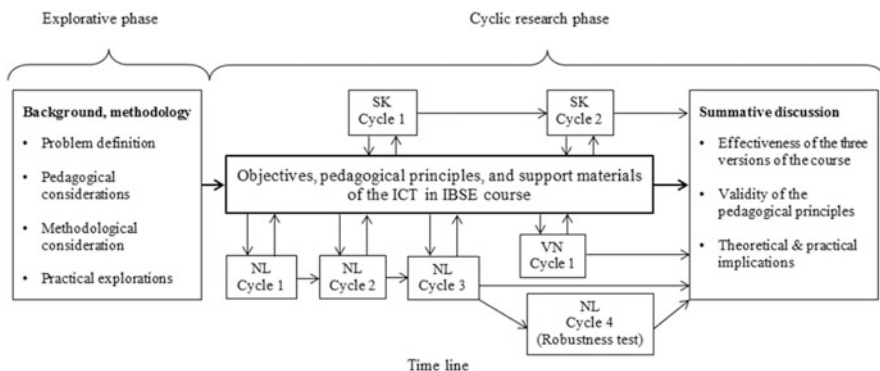 Explorative phase
Cyclic research phase
Background, methodology
• Problem definition
• Pedagogical
considerations
• Methodological
consideration
• Practical explorations
SK
Cycle 1
SK
Cycle 2
Objectives, pedagogical principles, and support materials
of the ICT in IBSE course
NL
Cycle 1
NL
Cycle 2
NL
Cycle 3
VN
Cycle 1
NL
Cycle 4
(Robustness test)
Summative discussion
• Effectiveness of the three
versions of the course
• Validity of the
pedagogical principles
• Theoretical & practical
implications
Time line